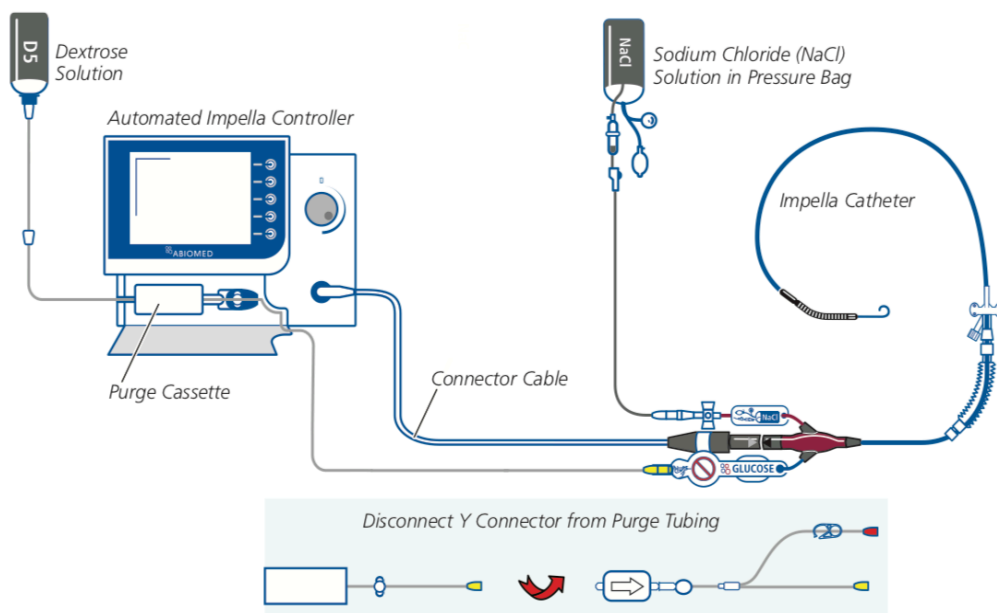 D5
Dextrose
Solution
Automated Impella Controller
NaCl
Sodium Chloride (NaCl)
Solution in Pressure Bag
Impella Catheter
0
ABIOMED
Purge Cassette
Connector Cable
NaCl
GLUCOSE
Disconnect Y Connector from Purge Tubing